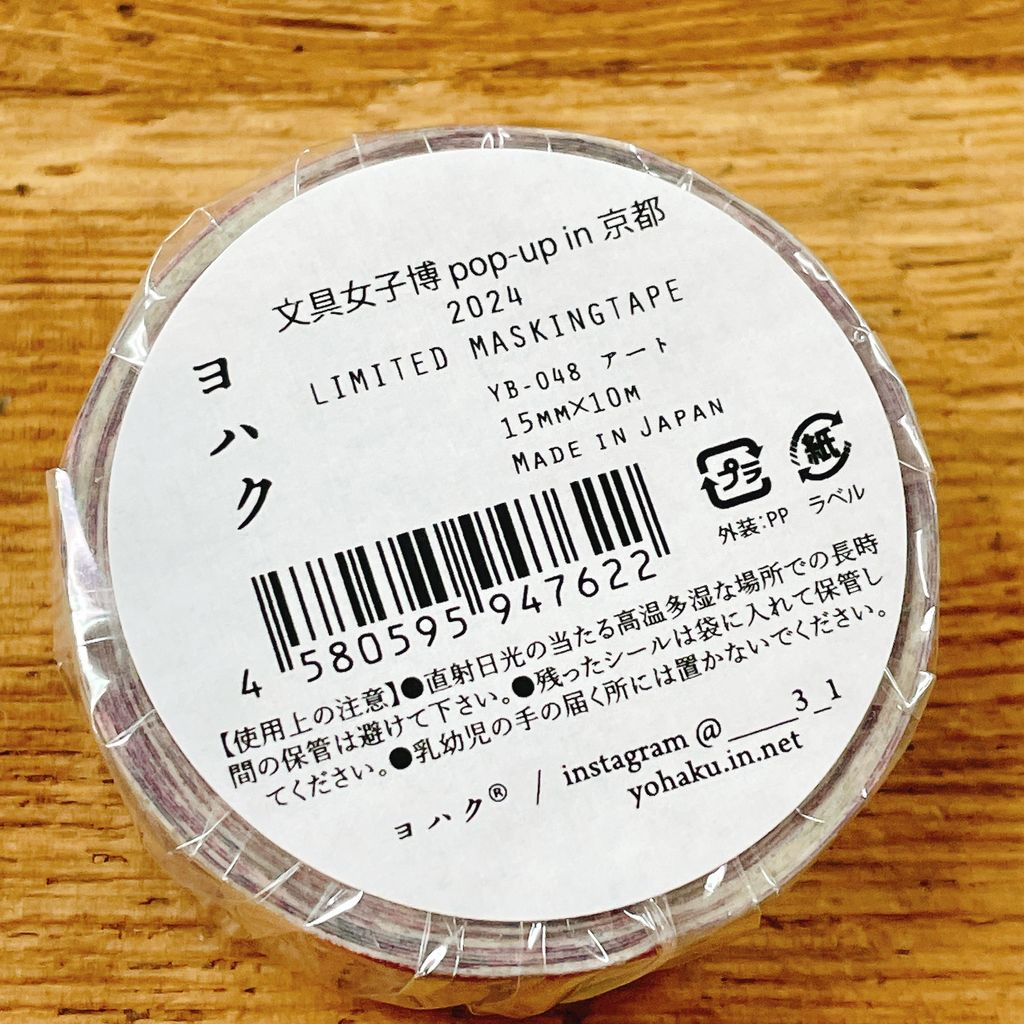 文具女子博 pop-up in 京都
2024
LIMITED MASKINGTAPE
ヨハク
YB-048 アート
15MM×10M
MADE IN JAPAN
プラ
紙
外装:PP
ラベル
4 580595 947622
【使用上の注意】●直射日光の当たる高温多湿な場所での長時
間の保管は避けて下さい。●残ったシールは袋に入れて保管し
てください。●乳幼児の手の届く所には置かないでください。
ヨハク® / instagram @____3_1
yohaku.in.net